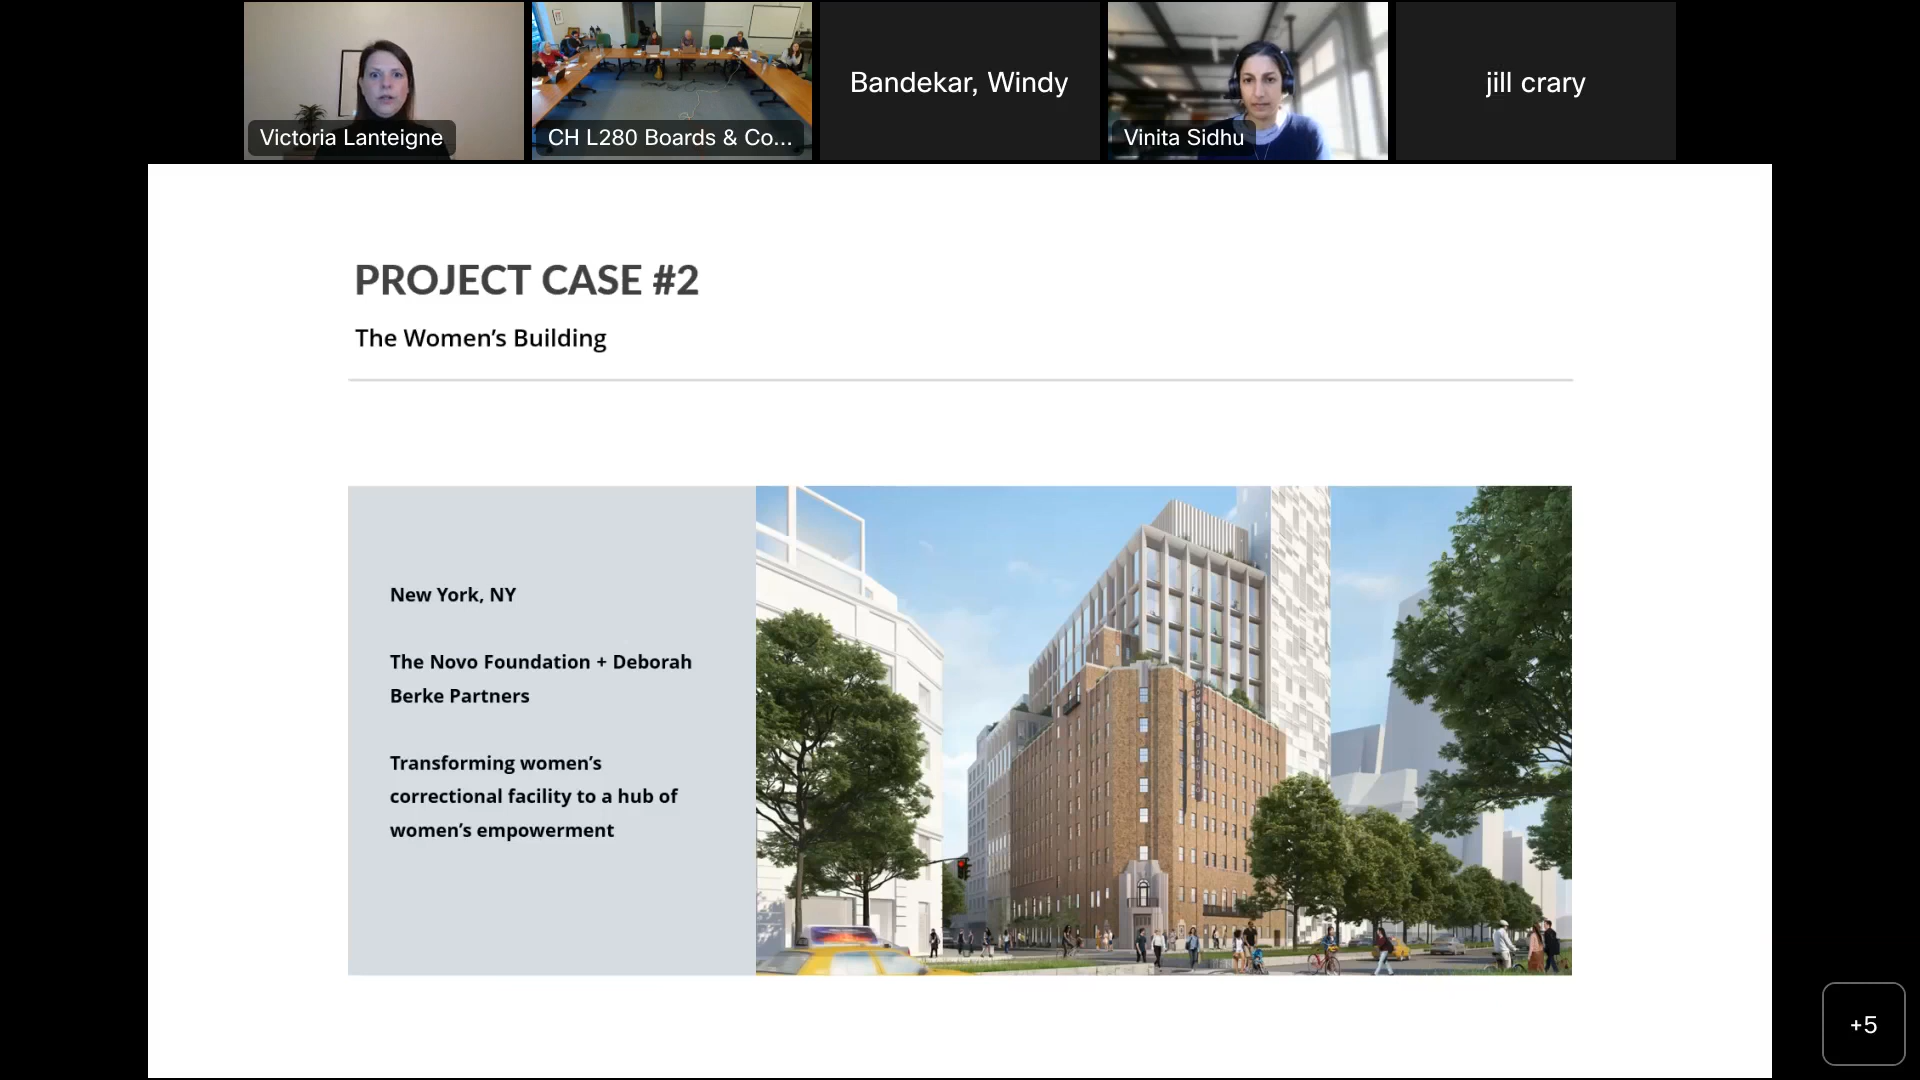 Victoria Lanteigne
CH L280 Boards & Co...
Bandekar, Windy
Vinita Sidhu
jill crary
PROJECT CASE #2
The Women's Building
New York, NY
The Novo Foundation + Deborah
Berke Partners
Transforming women's
correctional facility to a hub of
women's empowerment
+5